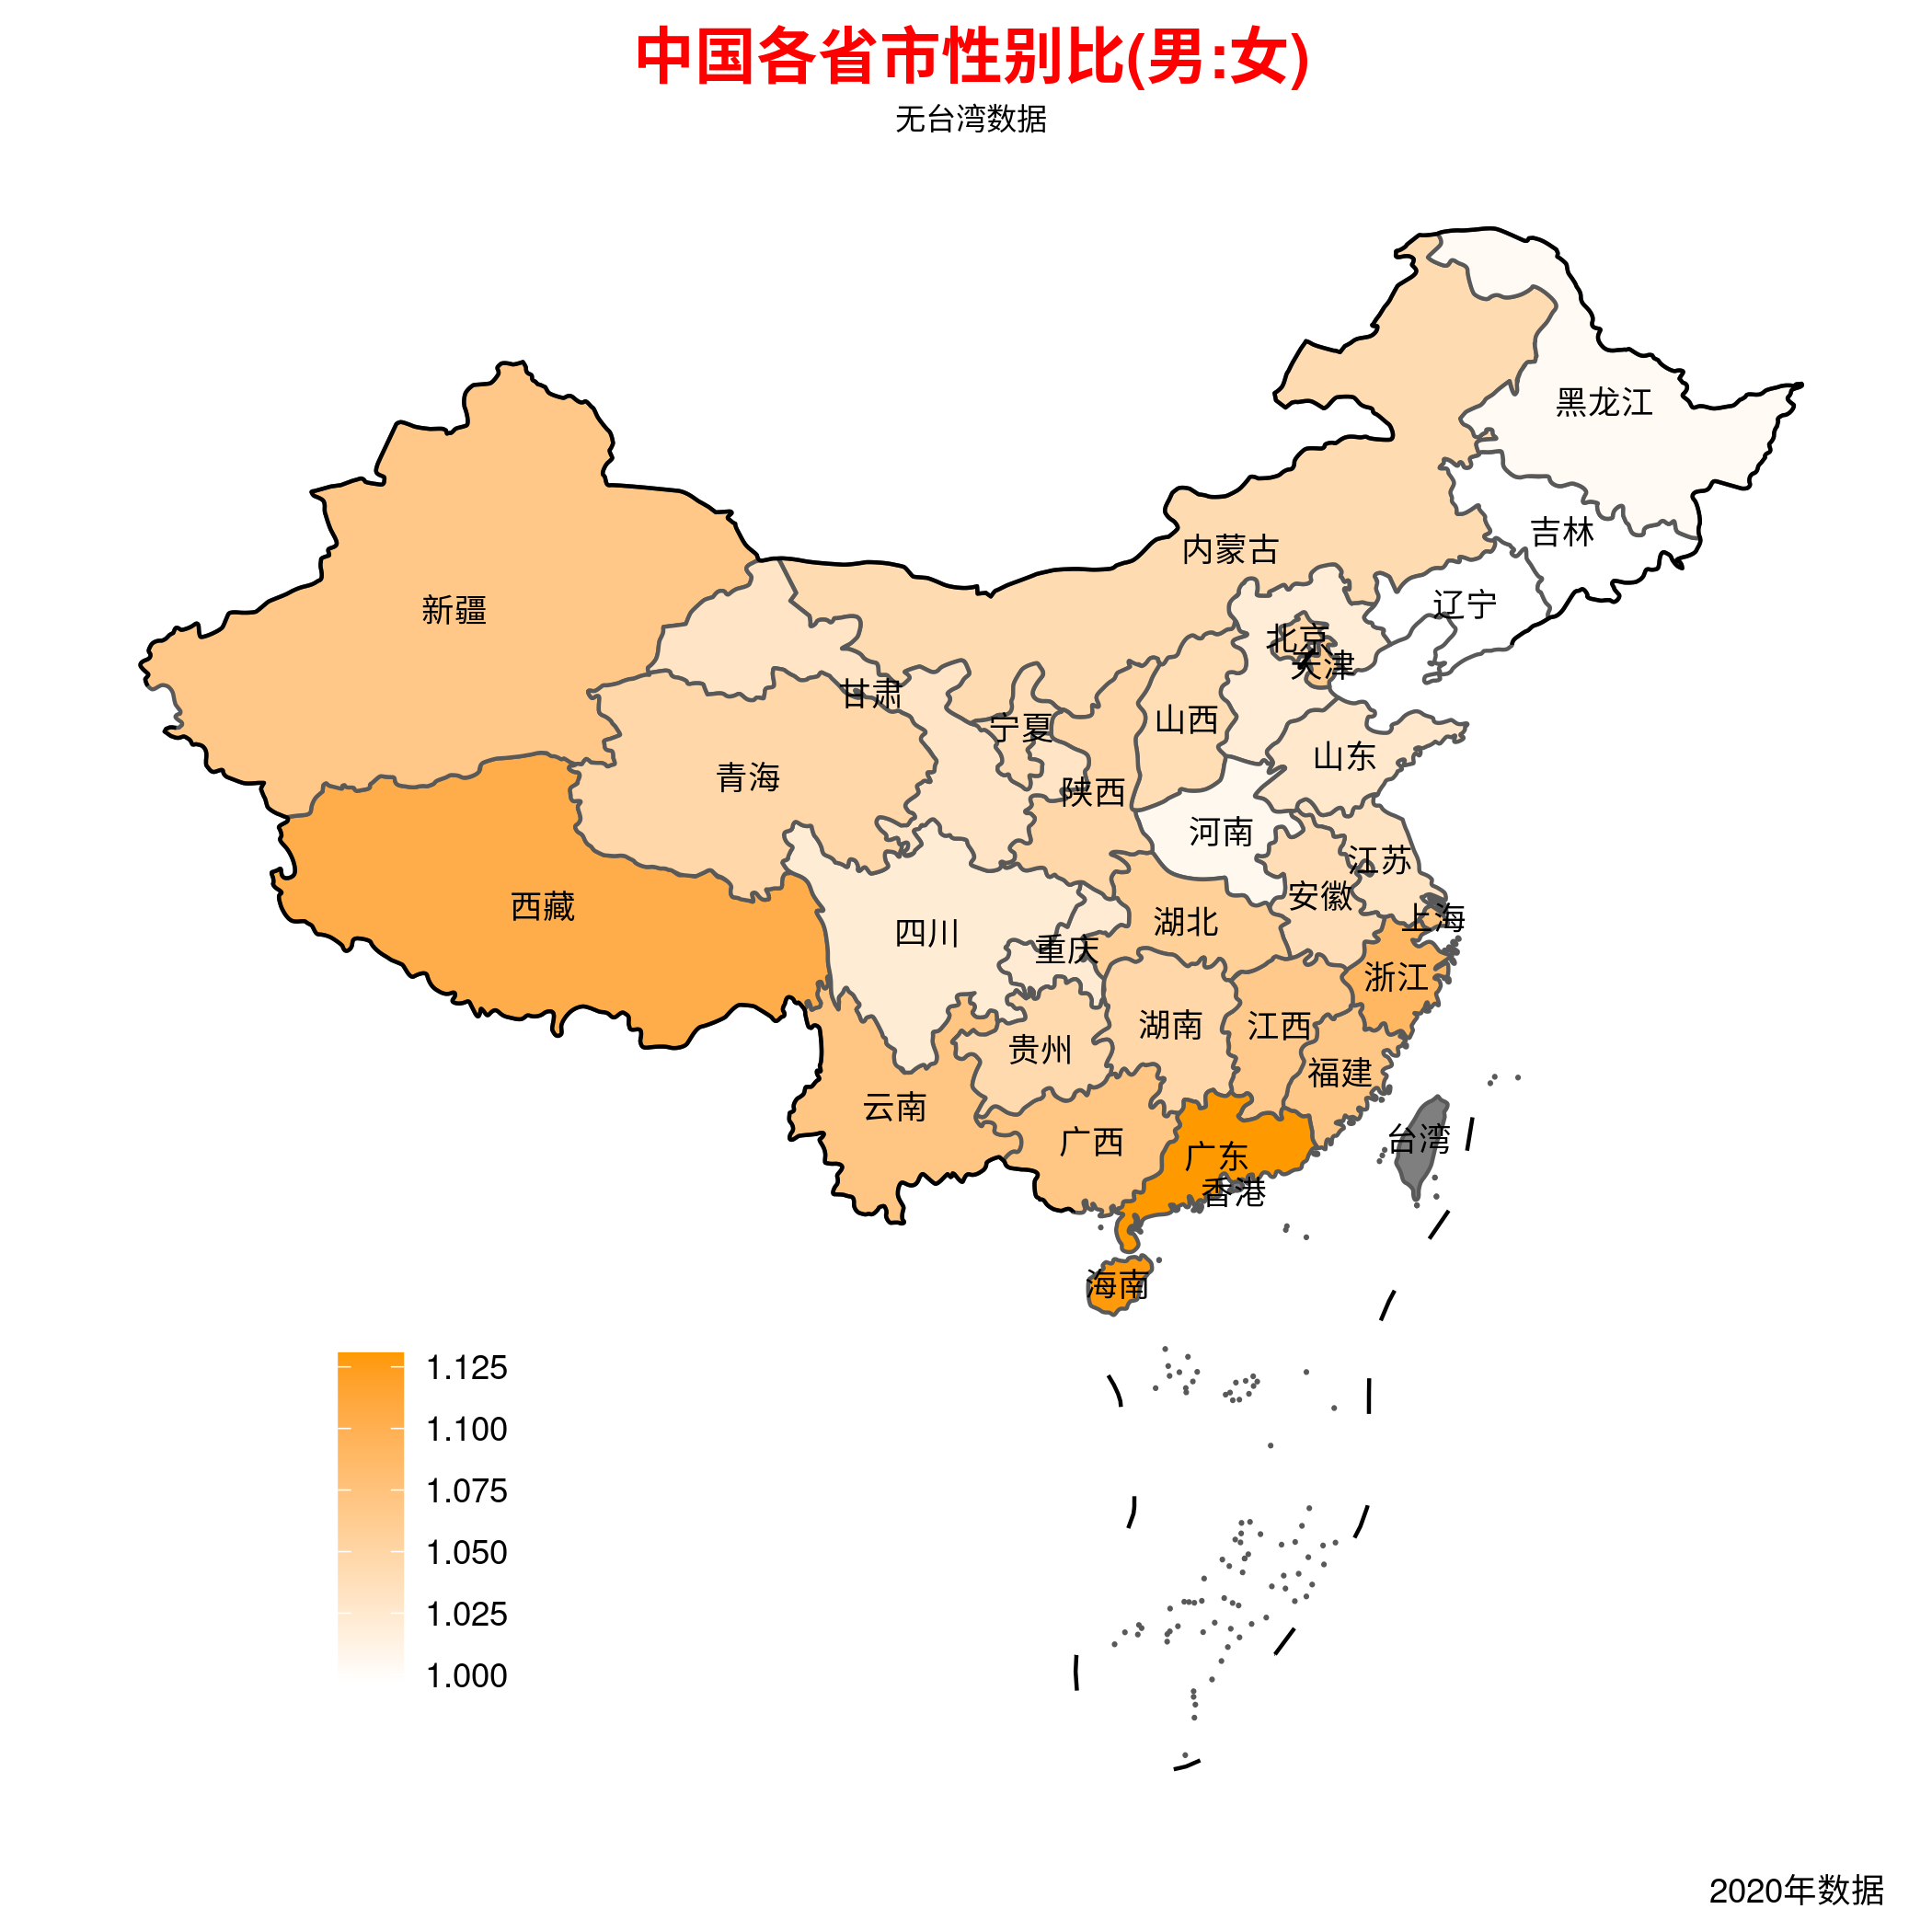 中国各省市性别比(男:女)
无台湾数据
黑龙江
吉林
内蒙古
辽宁
新疆
北京
天津
甘肃
山西
宁夏
山东
青海
陕西
河南
江苏
安徽
西藏
湖北
上海
四川
重庆
浙江
湖南
江西
贵州
福建
云南
台湾
广西
广东
香港
海南
1.125
1.100
1.075
1.050
1.025
1.000
2020年数据